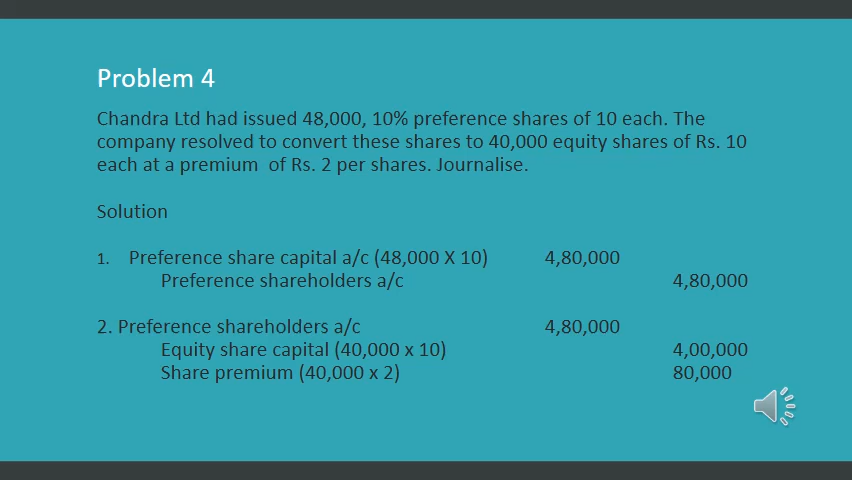 Problem 4
Chandra Ltd had issued 48,000, 10% preference shares of 10 each. The
company resolved to convert these shares to 40,000 equity shares of Rs. 10
each at a premium  of Rs. 2 per shares. Journalise.
Solution
1. Preference share capital a/c (48,000 X 10) 4,80,000
Preference shareholders a/c 4,80,000
2. Preference shareholders a/c 4,80,000
Equity share capital (40,000 x 10) 4,00,000
Share premium (40,000 x 2) 80,000